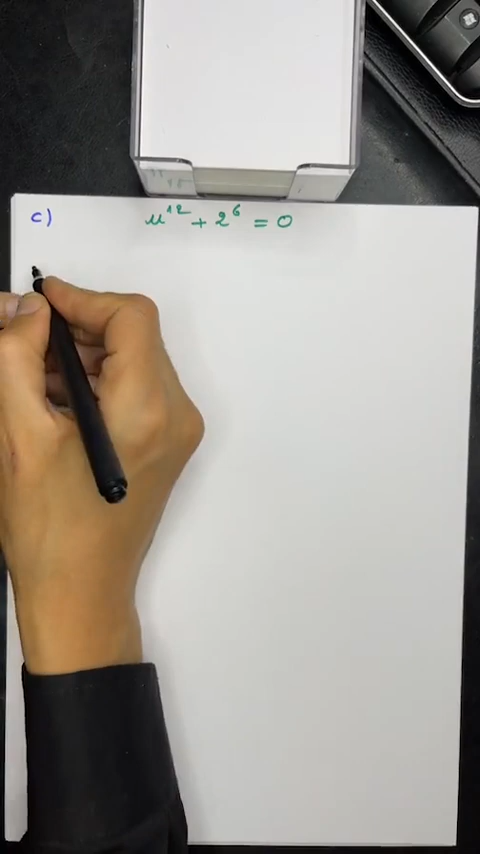 c) u¹² + 2⁶ = 0